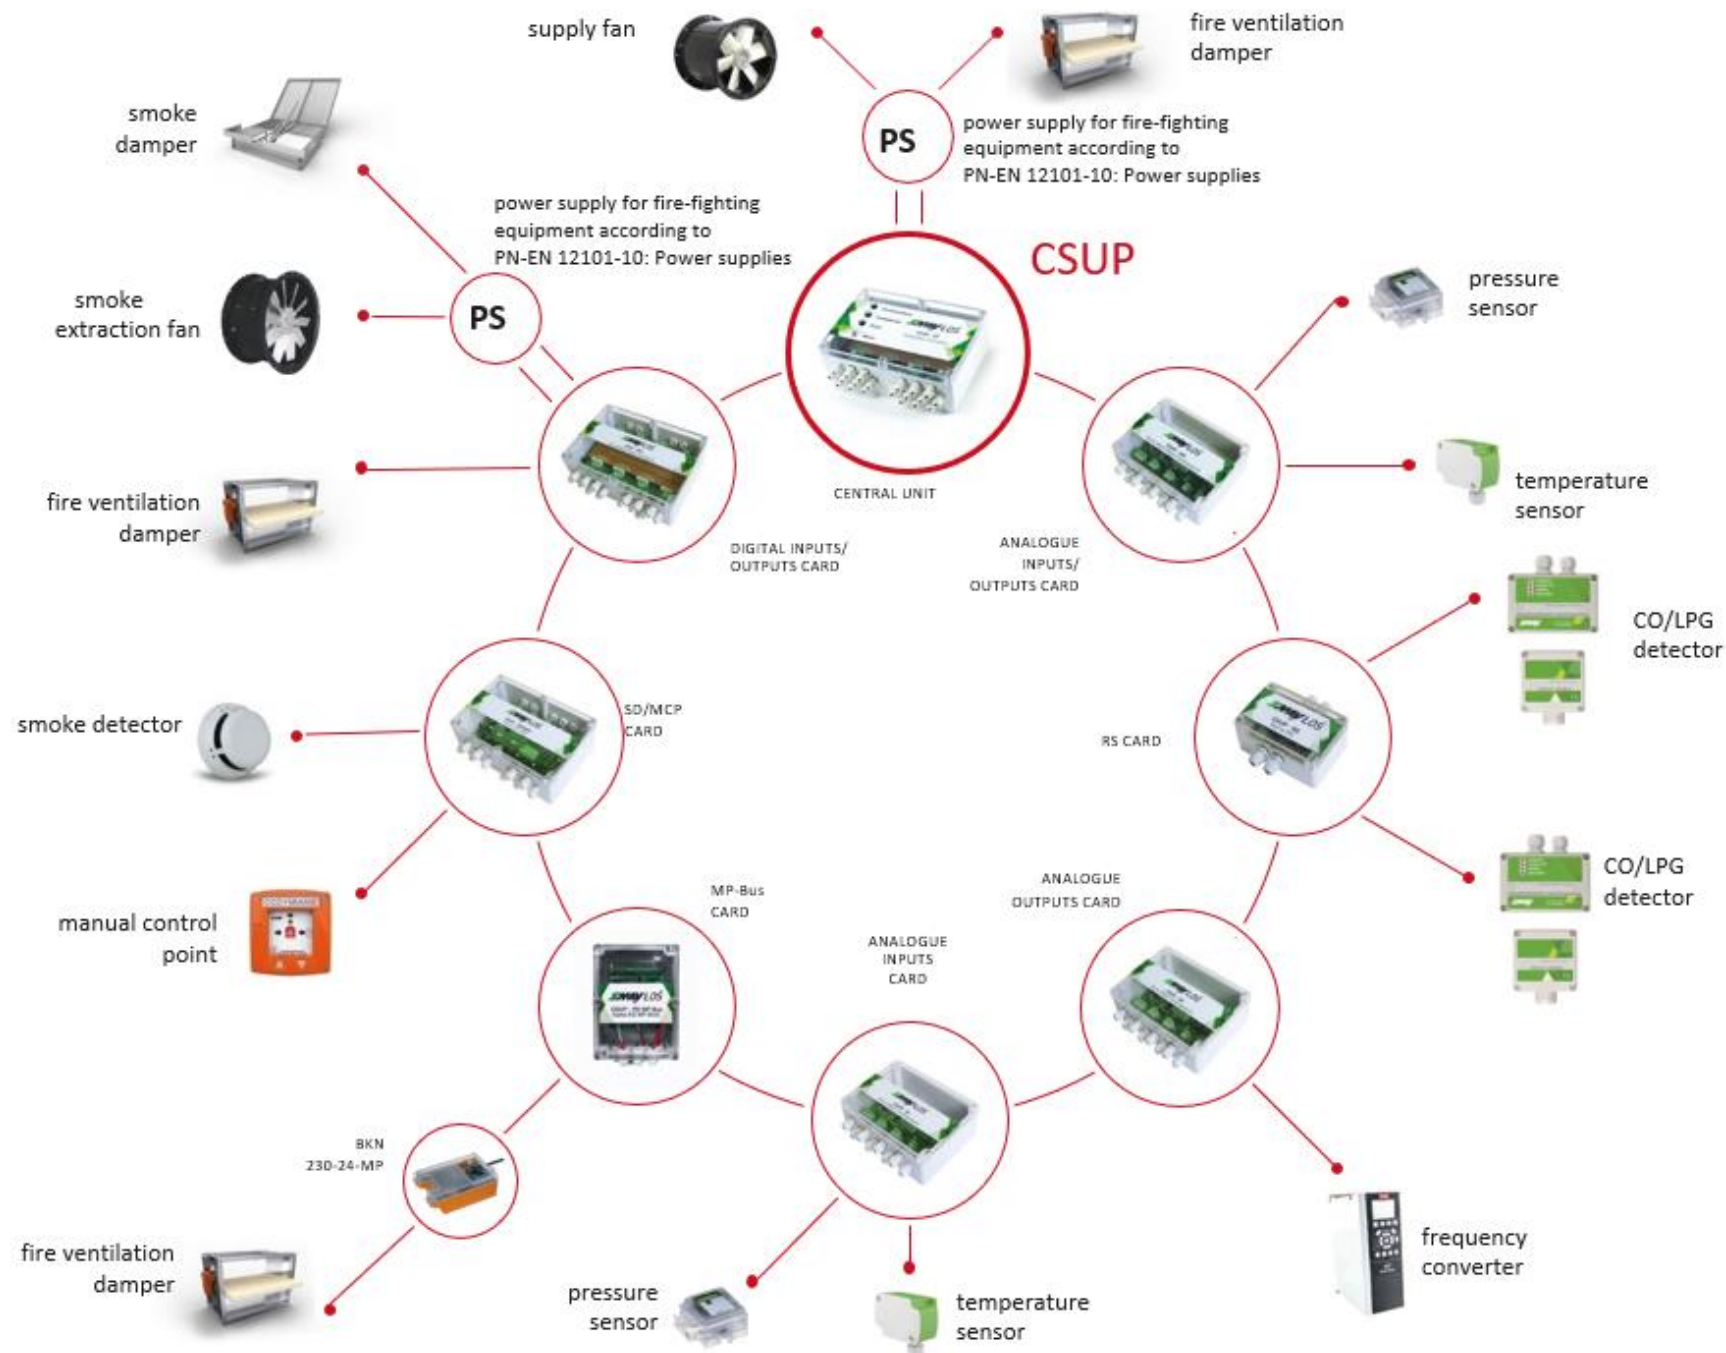 supply fan
fire ventilation
damper
smoke
damper
PS
power supply for fire-fighting
equipment according to
PN-EN 12101-10: Power supplies
power supply for fire-fighting
equipment according to
PN-EN 12101-10: Power supplies
CSUP
pressure
sensor
smoke
extraction fan
PS
CENTRAL UNIT
temperature
sensor
fire ventilation
damper
DIGITAL INPUTS/
OUTPUTS CARD
ANALOGUE
INPUTS/
OUTPUTS CARD
CO/LPG
detector
smoke detector
SD/MCP
CARD
RS CARD
manual control
point
MP-Bus
CARD
ANALOGUE
OUTPUTS CARD
CO/LPG
detector
ANALOGUE
INPUTS
CARD
BKN
230-24-MP
fire ventilation
damper
pressure
sensor
temperature
sensor
frequency
converter